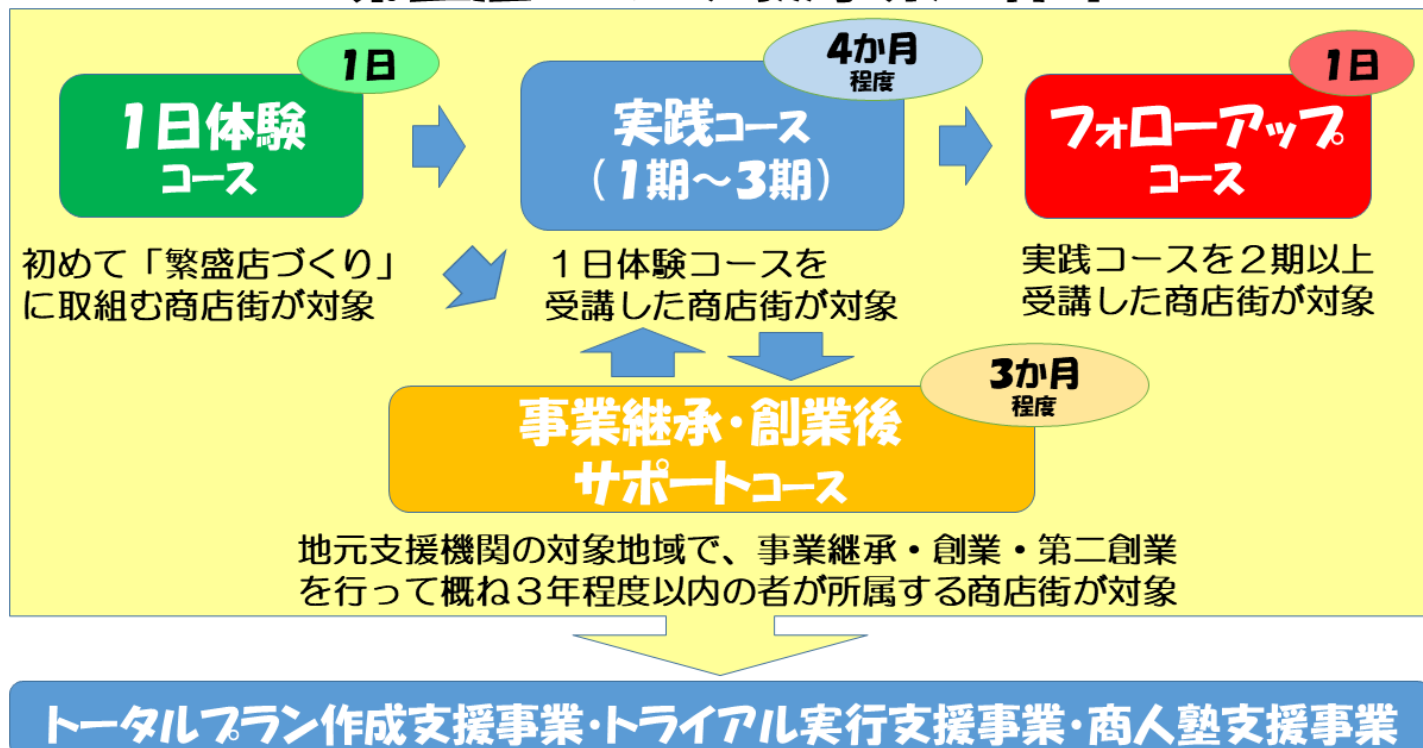 1日
1日体験
コース
初めて「繁盛店づくり」
に取組む商店街が対象
4か月
程度
実践コース
(1期~3期)
1日体験コースを
受講した商店街が対象
1日
フォローアップ
コース
実践コースを2期以上
受講した商店街が対象
3か月
程度
事業継承・創業後
サポートコース
地元支援機関の対象地域で、事業継承・創業・第二創業
を行って概ね3年程度以内の者が所属する商店街が対象
トータルプラン作成支援事業・トライアル実行支援事業・商人塾支援事業